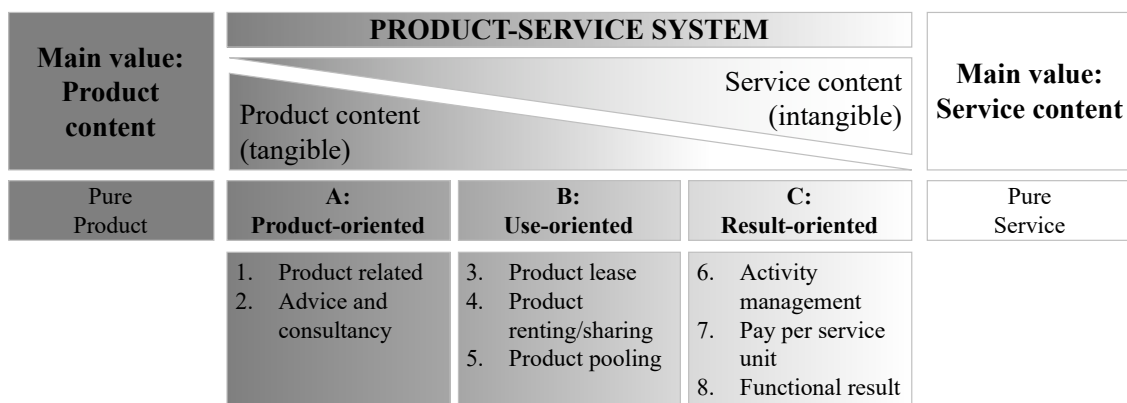 PRODUCT-SERVICE SYSTEM
Main value:
Product
content
Product content
(tangible)
Service content
(intangible)
Main value:
Service content
Pure
Product
A:
Product-oriented
B:
Use-oriented
C:
Result-oriented
Pure
Service
1. Product related
2. Advice and
consultancy
3. Product lease
4. Product
renting/sharing
5. Product pooling
6. Activity
management
7. Pay per service
unit
8. Functional result